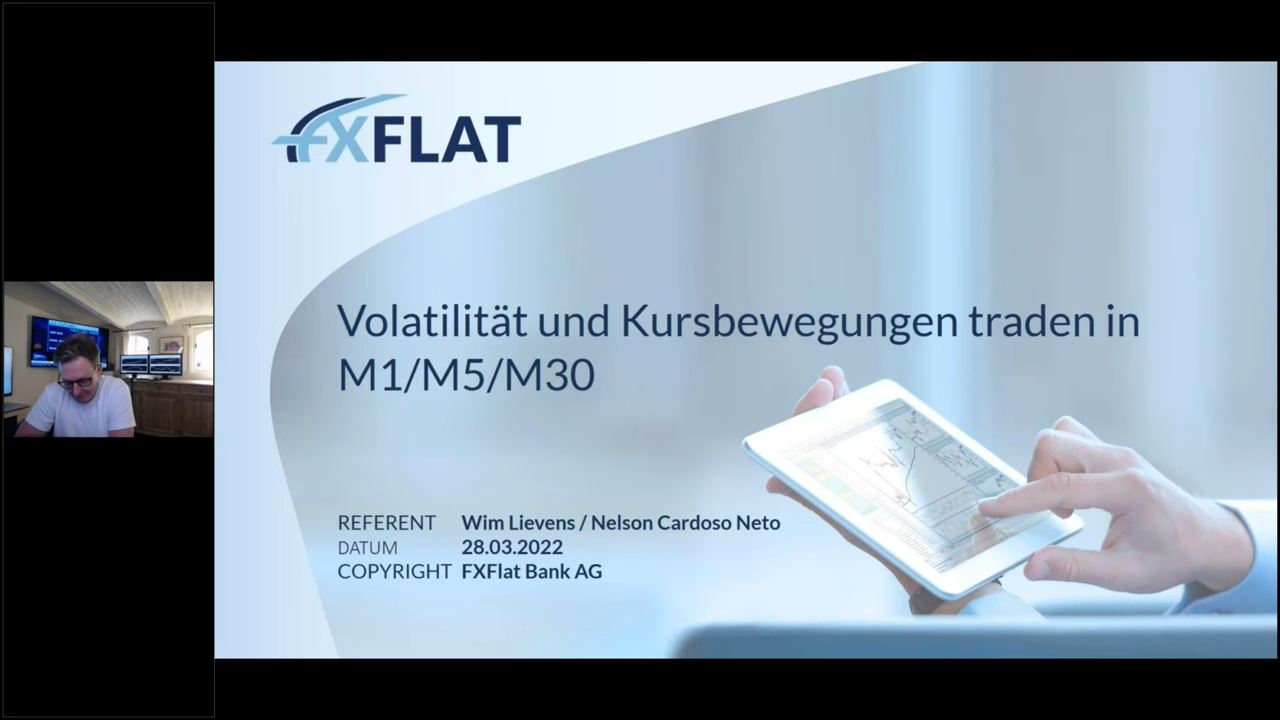 FXFLAT
Volatilität und Kursbewegungen traden in
M1/M5/M30
REFERENT Wim Lievens / Nelson Cardoso Neto
DATUM 28.03.2022
COPYRIGHT FXFlat Bank AG